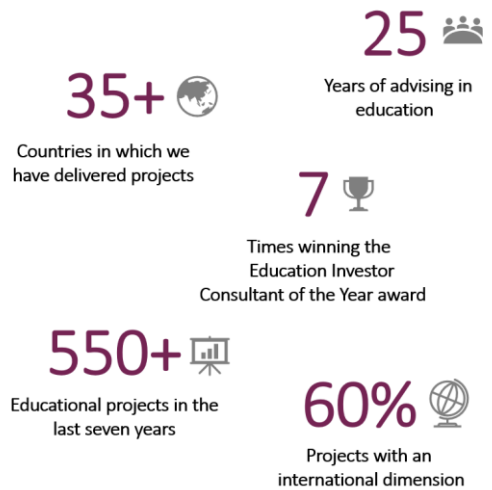 25
Years of advising in
education
35+
Countries in which we
have delivered projects
7
Times winning the
Education Investor
Consultant of the Year award
550+
Educational projects in the
last seven years
60%
Projects with an
international dimension